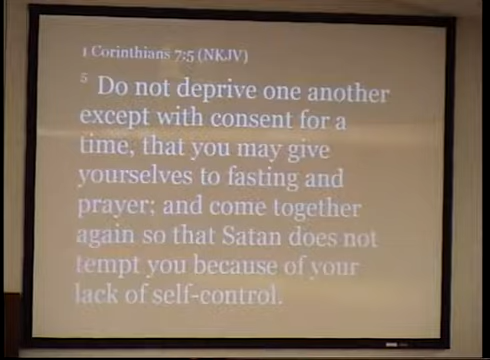 1 Corinthians 7:5 (NKJV)
5 Do not deprive one another
except with consent for a
time, that you may give
yourselves to fasting and
prayer; and come together
again so that Satan does not
tempt you because of your
lack of self-control.